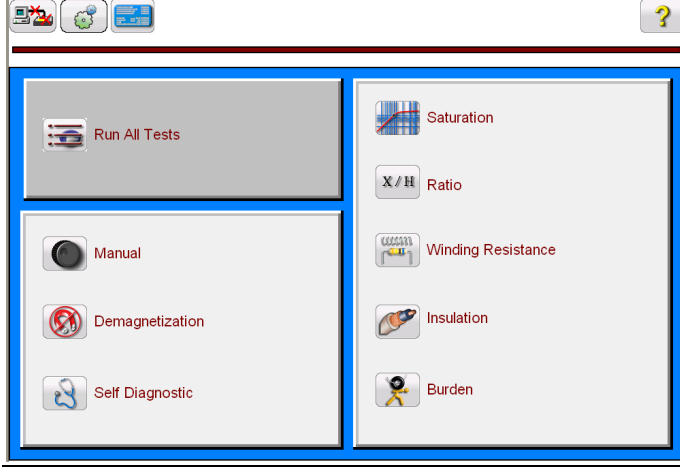 ?
Run All Tests
Manual
Demagnetization
Self Diagnostic
Saturation
X/H Ratio
Winding Resistance
Insulation
Burden